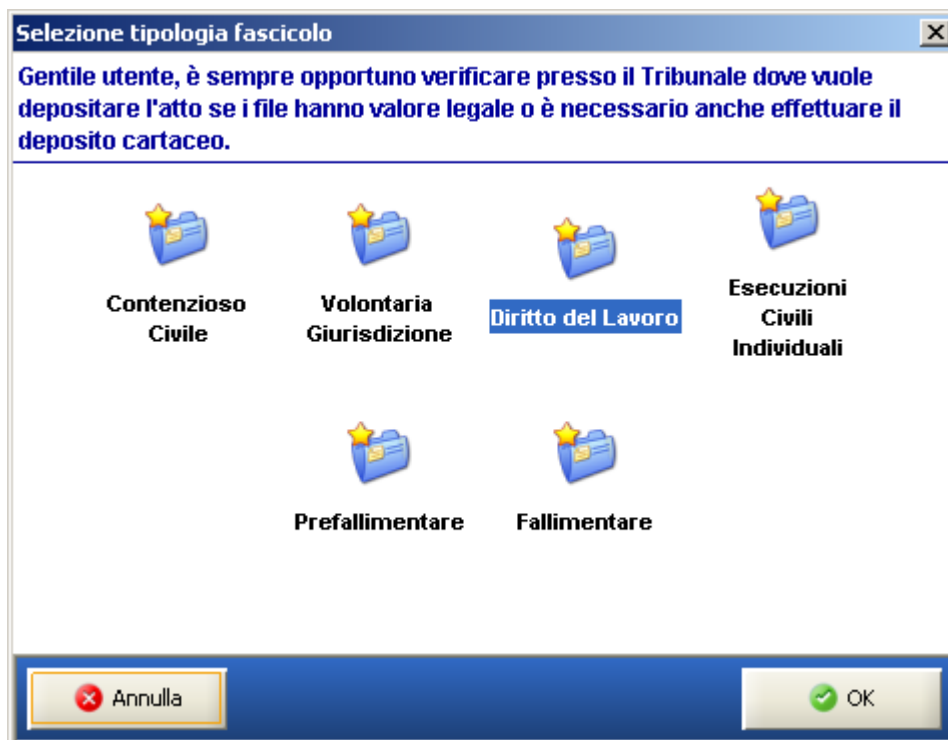 Selezione tipologia fascicolo
Gentile utente, è sempre opportuno verificare presso il Tribunale dove vuole
depositare l'atto se i file hanno valore legale o è necessario anche effettuare il
deposito cartaceo.
Contenzioso
Civile
Volontaria
Giurisdizione
Diritto del Lavoro
Esecuzioni
Civili
Individuali
Prefallimentare
Fallimentare
Annulla
OK